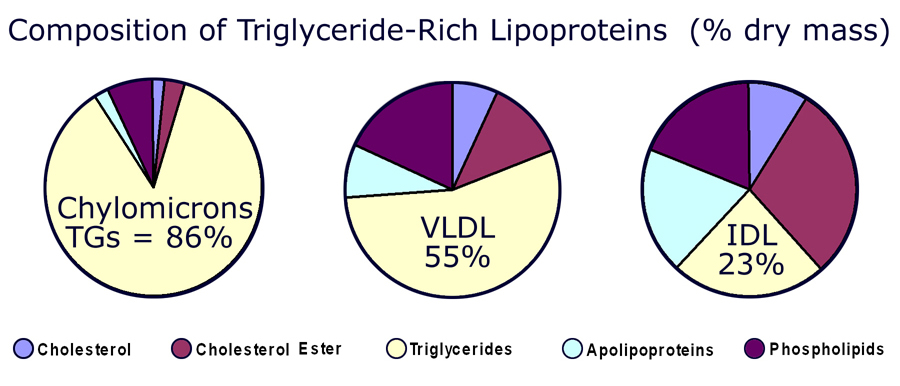 Composition of Triglyceride-Rich Lipoproteins (% dry mass)
Chylomicrons
TGs = 86%
VLDL
55%
IDL
23%
Cholesterol
Cholesterol Ester
Triglycerides
Apolipoproteins
Phospholipids